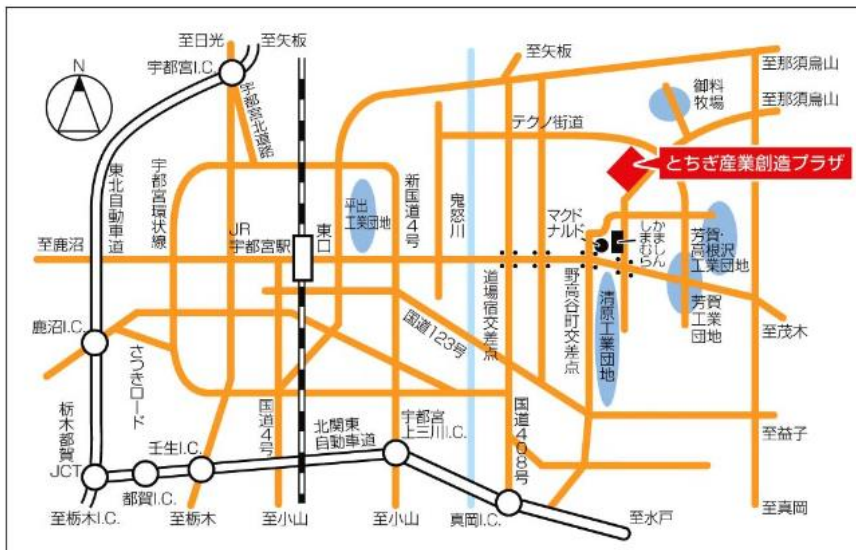 至日光
至矢板
宇都宮I.C.
N
宇都宮北道路
東北自動車道
宇都宮環状線
至鹿沼
JR
宇都宮駅
東口
平出
工業団地
新国道4号
鬼怒川
至矢板
テクノ街道
御料
牧場
至那須烏山
至那須烏山
とちぎ産業創造プラザ
マクド
ナルド
かましん
しまむら
芳賀・
高根沢
工業団地
道場宿交差点
野高谷町交差点
清原工業団地
芳賀
工業
団地
至茂木
鹿沼I.C.
さつきロード
国道123号
栃木都賀
JCT
壬生I.C.
都賀I.C.
国道4号
北関東
自動車道
宇都宮
上三川I.C.
国道408号
至益子
至栃木I.C.
至栃木
至小山
至小山
真岡I.C.
至水戸
至真岡